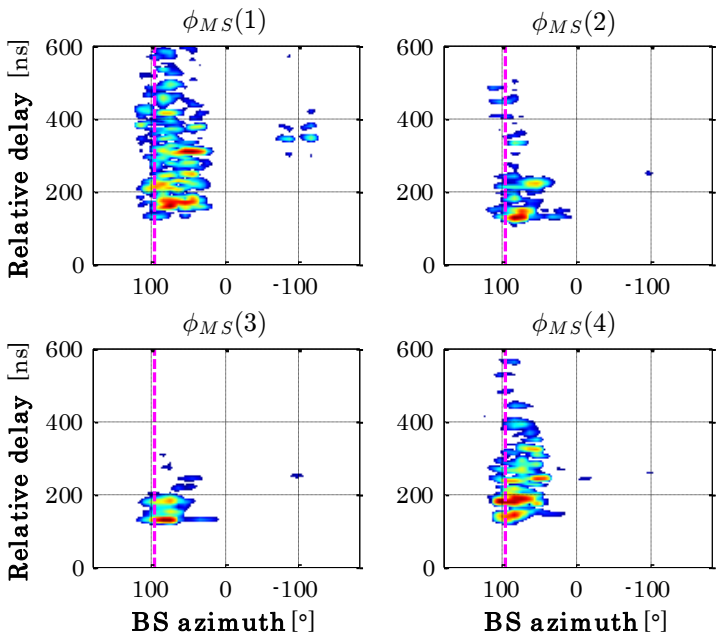 ϕ_MS(1) ϕ_MS(2)
Relative delay [ns]
600 600
400 400
200 200
0 0
100 0 -100 100 0 -100
ϕ_MS(3) ϕ_MS(4)
Relative delay [ns]
600 600
400 400
200 200
0 0
100 0 -100 100 0 -100
BS azimuth [°] BS azimuth [°]